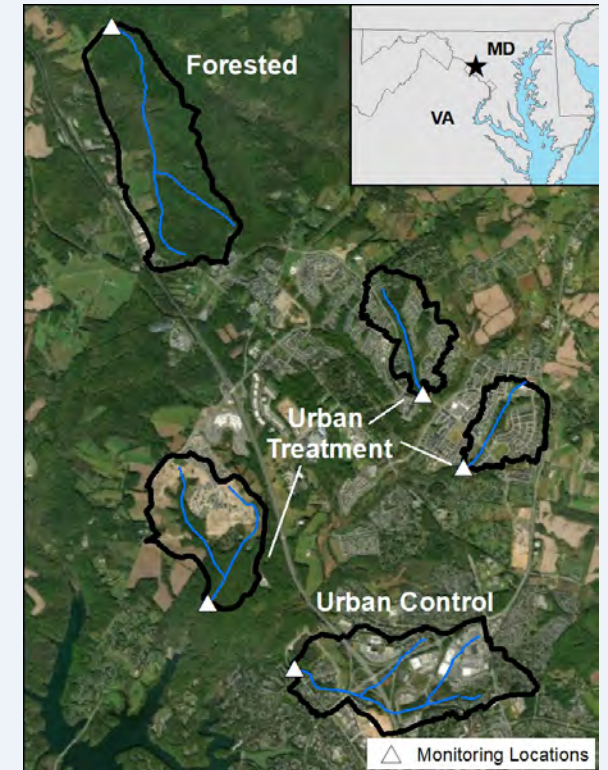 Forested
MD
VA
Urban
Treatment
Urban Control
Monitoring Locations